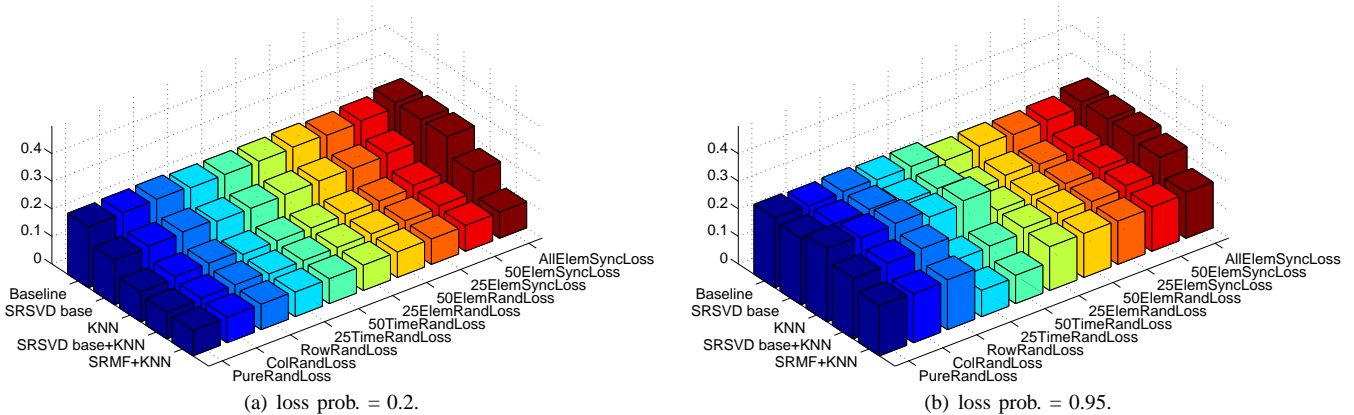 0.4
0.3
0.2
0.1
0
Baseline
SRSVD base
KNN
SRSVD base+KNN
SRMF+KNN
AllElemSyncLoss
50ElemSyncLoss
25ElemSyncLoss
50ElemRandLoss
25ElemRandLoss
50TimeRandLoss
25TimeRandLoss
RowRandLoss
ColRandLoss
PureRandLoss
(a) loss prob. = 0.2.
0.4
0.3
0.2
0.1
0
Baseline
SRSVD base
KNN
SRSVD base+KNN
SRMF+KNN
AllElemSyncLoss
50ElemSyncLoss
25ElemSyncLoss
50ElemRandLoss
25ElemRandLoss
50TimeRandLoss
25TimeRandLoss
RowRandLoss
ColRandLoss
PureRandLoss
(b) loss prob. = 0.95.